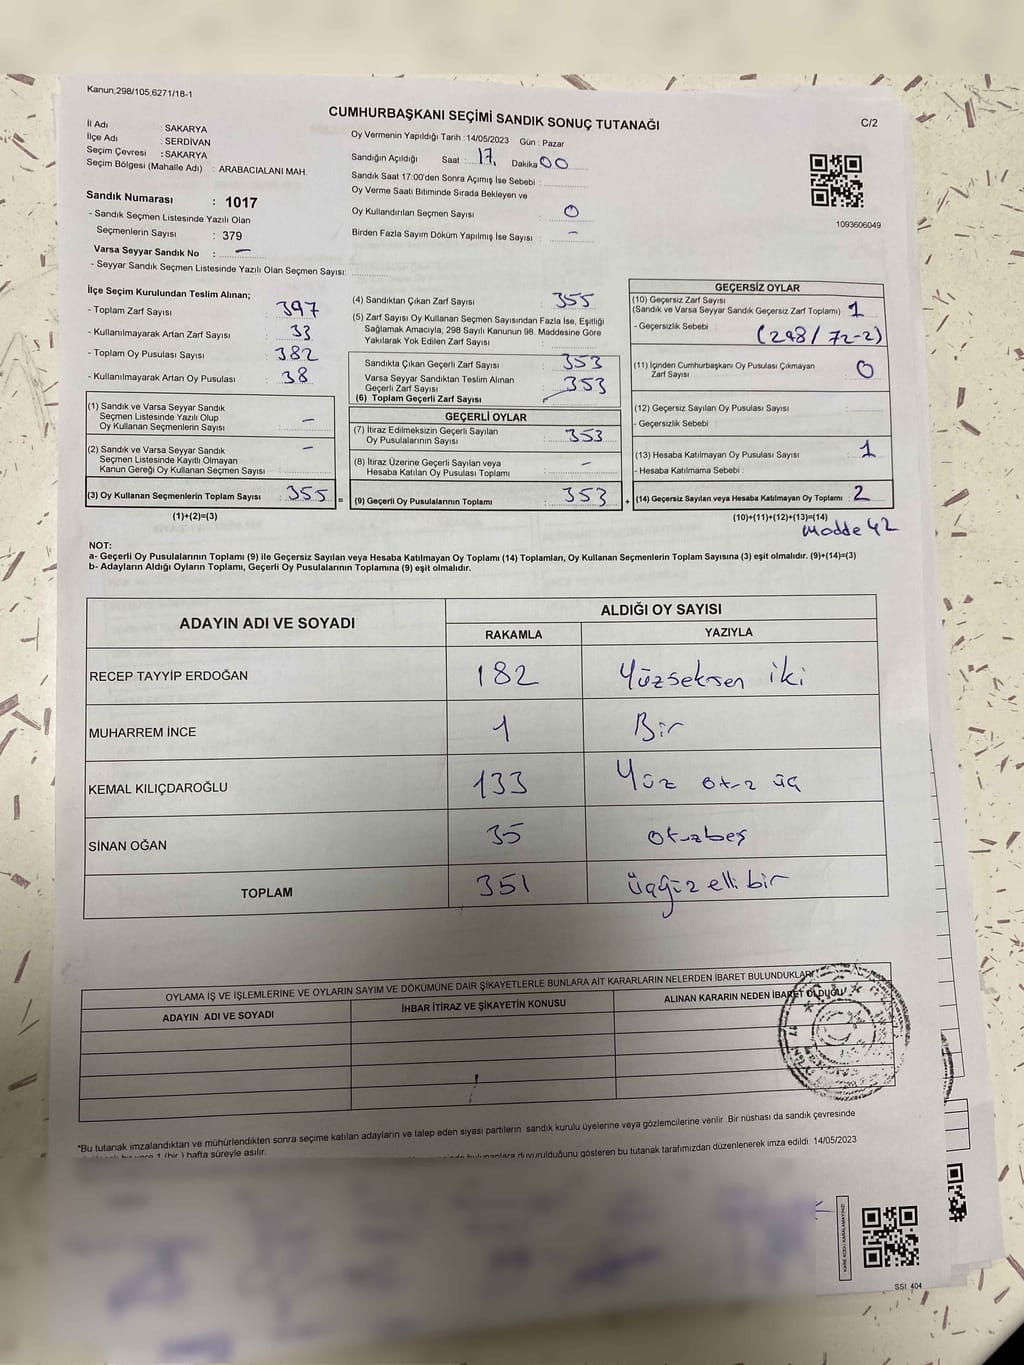 Kanun,298/105,6271/18-1
CUMHURBAŞKANI SEÇİMİ SANDIK SONUÇ TUTANAĞI
C/2
İl Adı : SAKARYA
İlçe Adı : SERDİVAN
Seçim Çevresi : SAKARYA
Seçim Bölgesi (Mahalle Adı) : ARABACIALANI MAH.
Sandık Numarası : 1017
- Sandık Seçmen Listesinde Yazılı Olan
Seçmenlerin Sayısı : 379
Varsa Seyyar Sandık No : -
- Seyyar Sandık Seçmen Listesinde Yazılı Olan Seçmen Sayısı:
Oy Vermenin Yapıldığı Tarih : 14/05/2023 Gün : Pazar
Sandığın Açıldığı Saat : 17. Dakika 00
Sandık Saat 17:00'den Sonra Açımış İse Sebebi :
Oy Verme Saati Bitiminde Sırada Bekleyen ve
Oy Kullandırılan Seçmen Sayısı : 0
Birden Fazla Sayım Döküm Yapılmış İse Sayısı : -
1093606049
İlçe Seçim Kurulundan Teslim Alınan;
- Toplam Zarf Sayısı : 397
- Kullanılmayarak Artan Zarf Sayısı : 33
- Toplam Oy Pusulası Sayısı : 382
- Kullanılmayarak Artan Oy Pusulası : 38
(1) Sandık ve Varsa Seyyar Sandık
Seçmen Listesinde Yazılı Olup
Oy Kullanan Seçmenlerin Sayısı : -
(2) Sandık ve Varsa Seyyar Sandık
Seçmen Listesinde Kayıtlı Olmayan
Kanun Gereği Oy Kullanan Seçmen Sayısı : -
(3) Oy Kullanan Seçmenlerin Toplam Sayısı : 355 =
(1)+(2)=(3)
(4) Sandıktan Çıkan Zarf Sayısı : 355
(5) Zarf Sayısı Oy Kullanan Seçmen Sayısından Fazla İse, Eşitliği
Sağlamak Amacıyla; 298 Sayılı Kanunun 98. Maddesine Göre
Yakılarak Yok Edilen Zarf Sayısı :
Sandıkta Çıkan Geçerli Zarf Sayısı : 353
Varsa Seyyar Sandıktan Teslim Alınan
Geçerli Zarf Sayısı : 353
(6) Toplam Geçerli Zarf Sayısı
GEÇERLİ OYLAR
(7) İtiraz Edilmeksizin Geçerli Sayılan
Oy Pusulalarının Sayısı : 353
(8) İtiraz Üzerine Geçerli Sayılan veya
Hesaba Katılan Oy Pusulası Toplamı : -
(9) Geçerli Oy Pusulalarının Toplamı : 353 +
GEÇERSİZ OYLAR
(10) Geçersiz Zarf Sayısı
(Sandık ve Varsa Seyyar Sandık Geçersiz Zarf Toplamı) : 1
- Geçersizlik Sebebi : (298/72-2)
(11) İçinden Cumhurbaşkanı Oy Pusulası Çıkmayan
Zarf Sayısı : 0
(12) Geçersiz Sayılan Oy Pusulası Sayısı :
- Geçersizlik Sebebi :
(13) Hesaba Katılmayan Oy Pusulası Sayısı : 1
- Hesaba Katılmama Sebebi :
(14) Geçersiz Sayılan veya Hesaba Katılmayan Oy Toplamı : 2
(10)+(11)+(12)+(13)=(14)
Madde 42
NOT:
a- Geçerli Oy Pusulalarının Toplamı (9) ile Geçersiz Sayılan veya Hesaba Katılmayan Oy Toplamı (14) Toplamları, Oy Kullanan Seçmenlerin Toplam Sayısına (3) eşit olmalıdır. (9)+(14)=(3)
b- Adayların Aldığı Oyların Toplamı, Geçerli Oy Pusulalarının Toplamına (9) eşit olmalıdır.
ADAYIN ADI VE SOYADI ALDIĞI OY SAYISI
RAKAMLA YAZIYLA
RECEP TAYYİP ERDOĞAN 182 Yüzseksen iki
MUHARREM İNCE 1 Bir
KEMAL KILIÇDAROĞLU 133 Yüz otuz üç
SİNAN OĞAN 35 otuzbeş
TOPLAM 351 üçyüz elli bir
OYLAMA İŞ VE İŞLEMLERİNE VE OYLARIN SAYIM VE DÖKÜMÜNE DAİR ŞİKAYETLERLE BUNLARA AİT KARARLARIN NELERDEN İBARET BULUNDUKLARI
ADAYIN ADI VE SOYADI İHBAR İTİRAZ VE ŞİKAYETİN KONUSU ALINAN KARARIN NEDEN İBARET OLDUĞU
*Bu tutanak imzalandıktan ve mühürlendikten sonra seçime katılan adayların ve talep eden siyasi partilerin sandık kurulu üyelerine veya gözlemcilerine verilir. Bir nüshası da sandık çevresinde
1 (bir) hafta süreyle asılır.
duyurulduğunu gösteren bu tutanak tarafımızdan düzenlenerek imza edildi. 14/05/2023
KARE KODU KARALAMAYINIZ!
SSI 404